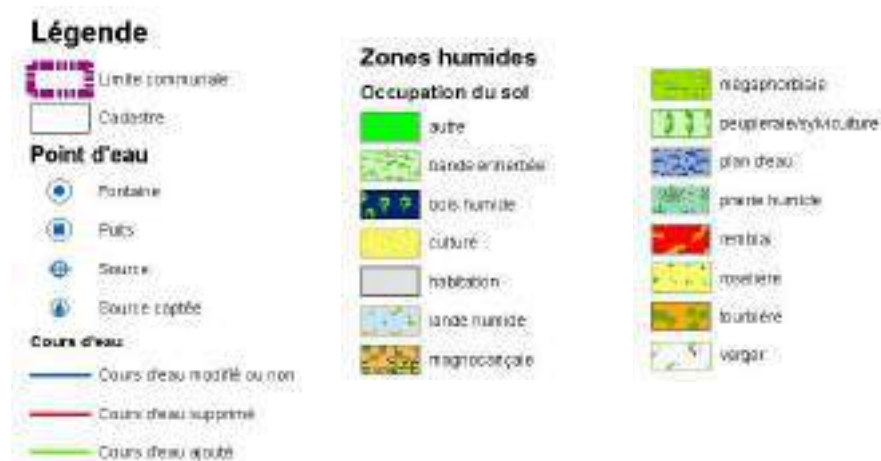 Légende
Limite communale
Cadastre
Point d'eau
Fontaine
Puits
Source
Source captée
Cours d'eau
Cours d'eau modifié ou non
Cours d'eau supprimé
Cours d'eau ajouté
Zones humides
Occupation du sol
autre
bande enherbée
bois humide
culture
habitation
lande humide
magnocariçaie
mégaphorbiaie
peupleraie/sylviculture
plan d'eau
prairie humide
remblai
roselière
tourbière
verger